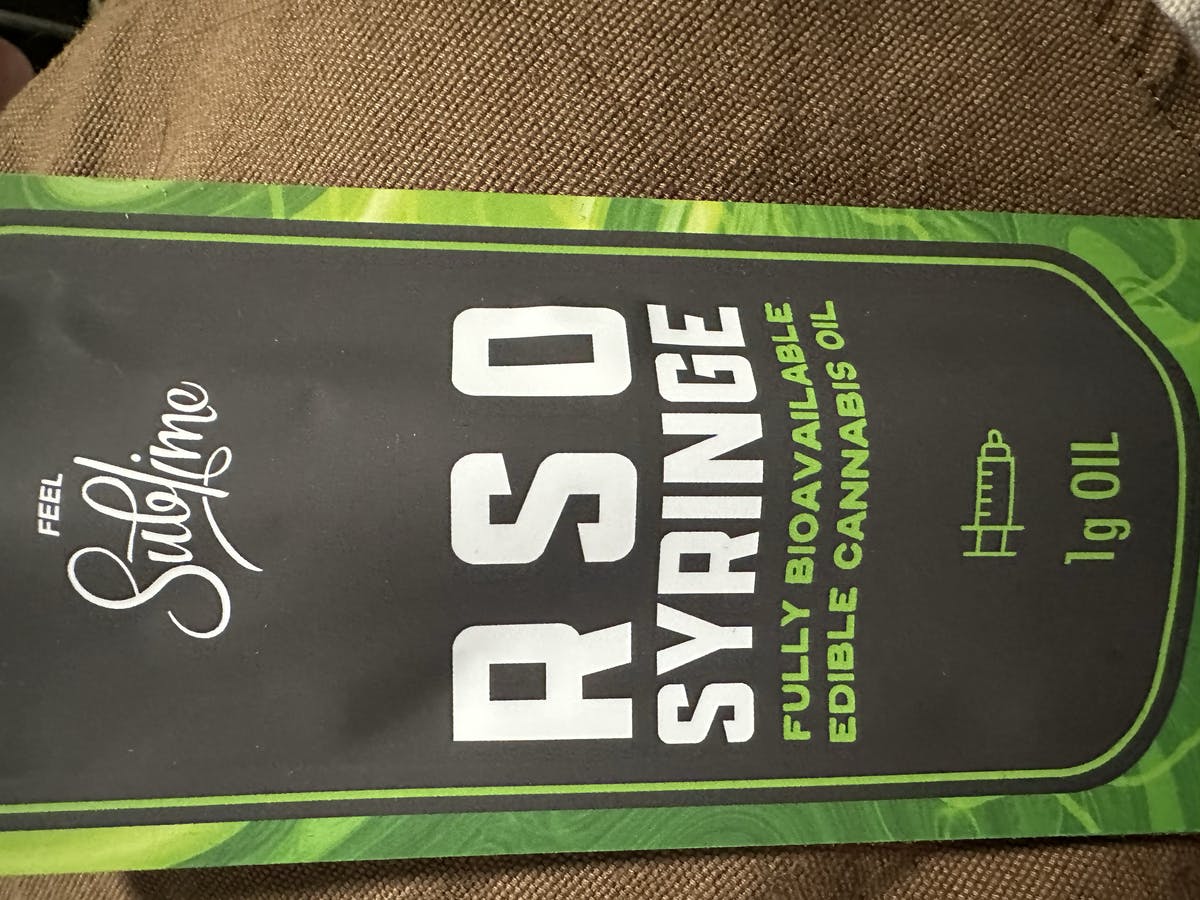 FEEL
Sublime
RSO
SYRINGE
FULLY BIOAVAILABLE
EDIBLE CANNABIS OIL
1g OIL